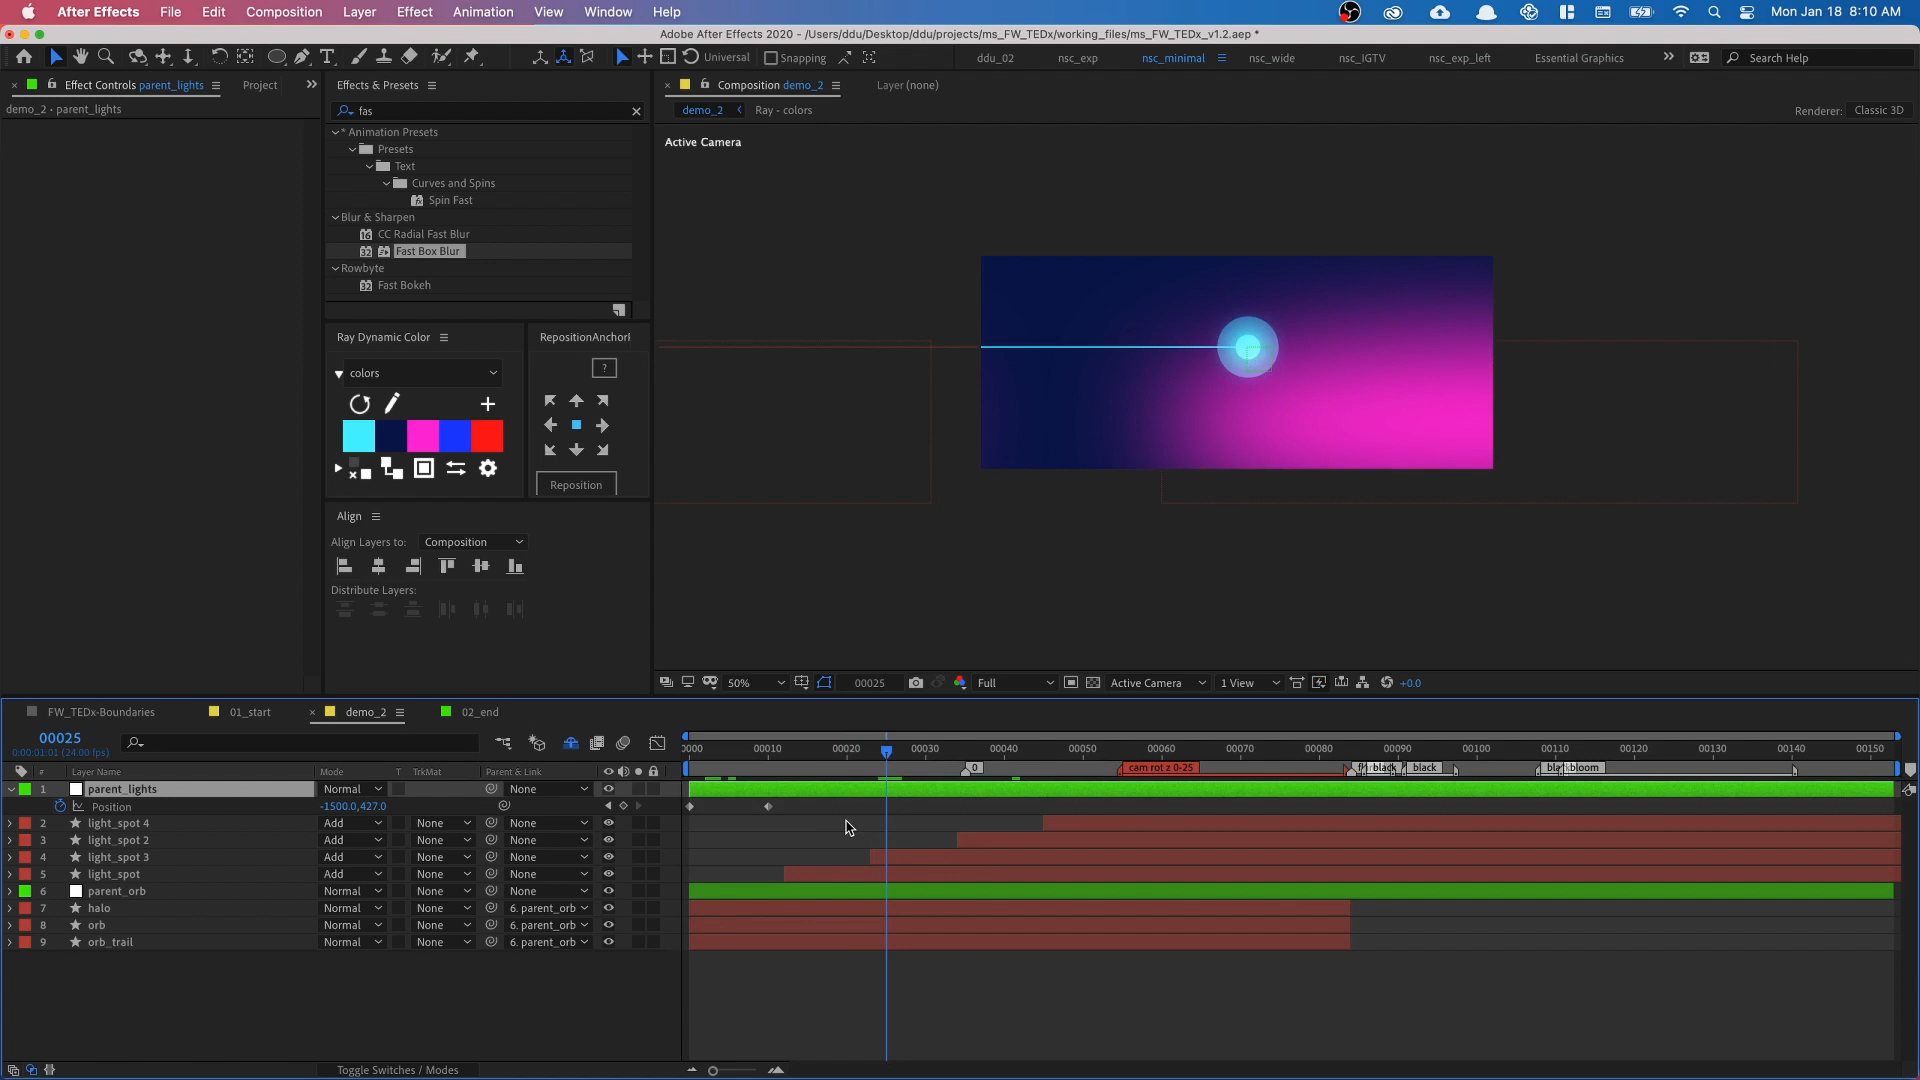 After Effects File Edit Composition Layer Effect Animation View Window Help Mon Jan 18 8:10 AM
Adobe After Effects 2020 - /Users/ddu/Desktop/ddu/projects/ms_FW_TEDx/working_files/ms_FW_TEDx_v1.2.aep *
Universal Snapping ddu_02 nsc_exp nsc_minimal nsc_wide nsc_IGTV nsc_exp_left Essential Graphics Search Help
Effect Controls parent_lights Project
demo_2 · parent_lights
Effects & Presets
fas
* Animation Presets
Presets
Text
Curves and Spins
Spin Fast
Blur & Sharpen
CC Radial Fast Blur
Fast Box Blur
Rowbyte
Fast Bokeh
Ray Dynamic Color
colors
RepositionAnchorI
?
Reposition
Align
Align Layers to: Composition
Distribute Layers:
Composition demo_2 Layer (none)
demo_2 Ray - colors
Renderer: Classic 3D
Active Camera
50% 00025 Full Active Camera 1 View +0.0
FW_TEDx-Boundaries 01_start demo_2 02_end
00025
0:00:01:01 (24.00 fps)
0000 00010 00020 00030 00040 00050 00060 00070 00080 00090 00100 00110 00120 00130 00140 00150
# Layer Name Mode T TrkMat Parent & Link
0 cam rot z 0-25 black black bloom
1 parent_lights Normal None
Position -1500.0,427.0
2 light_spot 4 Add None None
3 light_spot 2 Add None None
4 light_spot 3 Add None None
5 light_spot Add None None
6 parent_orb Normal None None
7 halo Normal None 6. parent_orb
8 orb Normal None 6. parent_orb
9 orb_trail Normal None 6. parent_orb
Toggle Switches / Modes